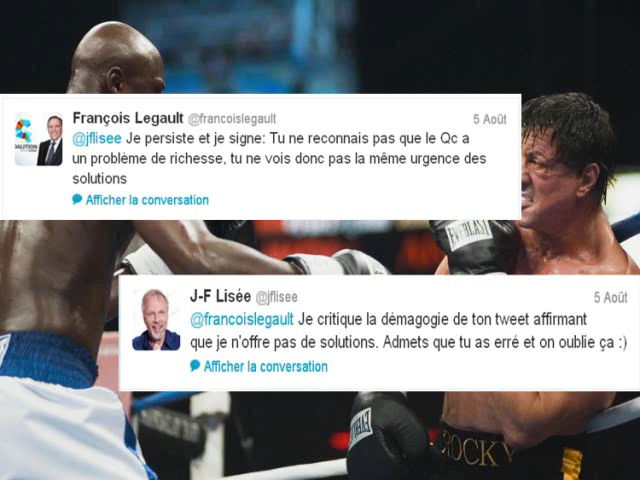 François Legault @francoislegault 5 Août
@jflisee Je persiste et je signe: Tu ne reconnais pas que le Qc a
un problème de richesse, tu ne vois donc pas la même urgence des
solutions
Afficher la conversation
EVERLAST
J-F Lisée @jflisee 5 Août
@francoislegault Je critique la démagogie de ton tweet affirmant
que je n'offre pas de solutions. Admets que tu as erré et on oublie ça :)
Afficher la conversation
EVERLAST
ROCKY